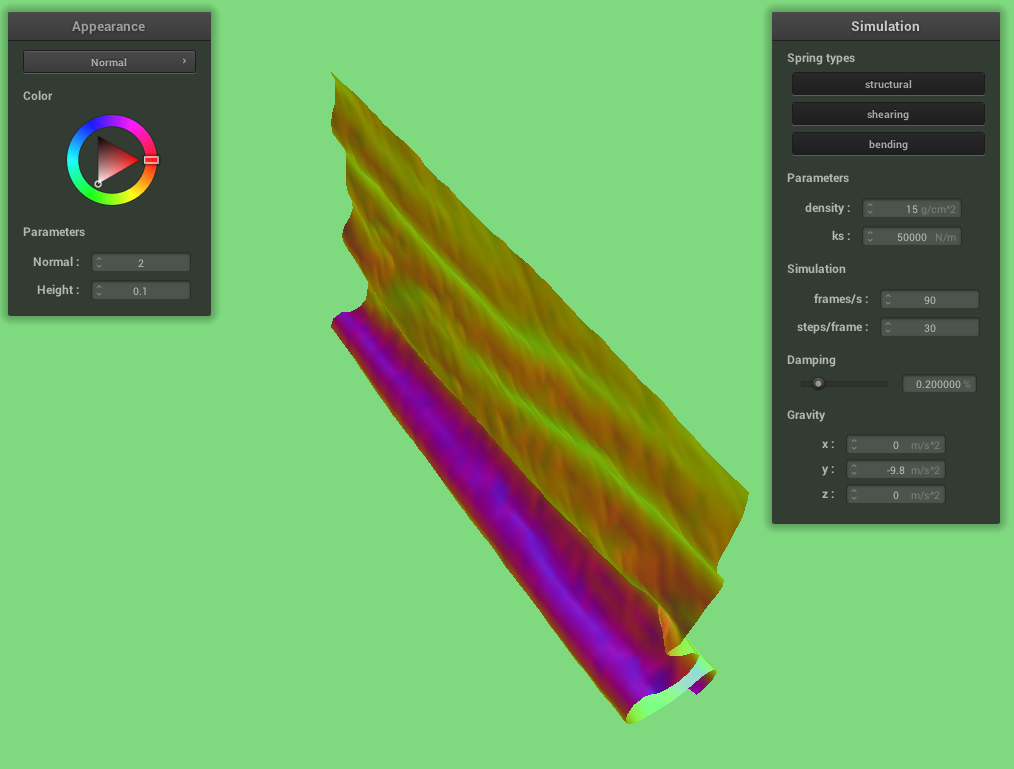 Appearance
Normal
Color
Parameters
Normal : 2
Height : 0.1
Simulation
Spring types
structural
shearing
bending
Parameters
density : 15 g/cm^2
ks : 50000 N/m
Simulation
frames/s : 90
steps/frame : 30
Damping
0.200000 %
Gravity
x : 0 m/s^2
y : -9.8 m/s^2
z : 0 m/s^2